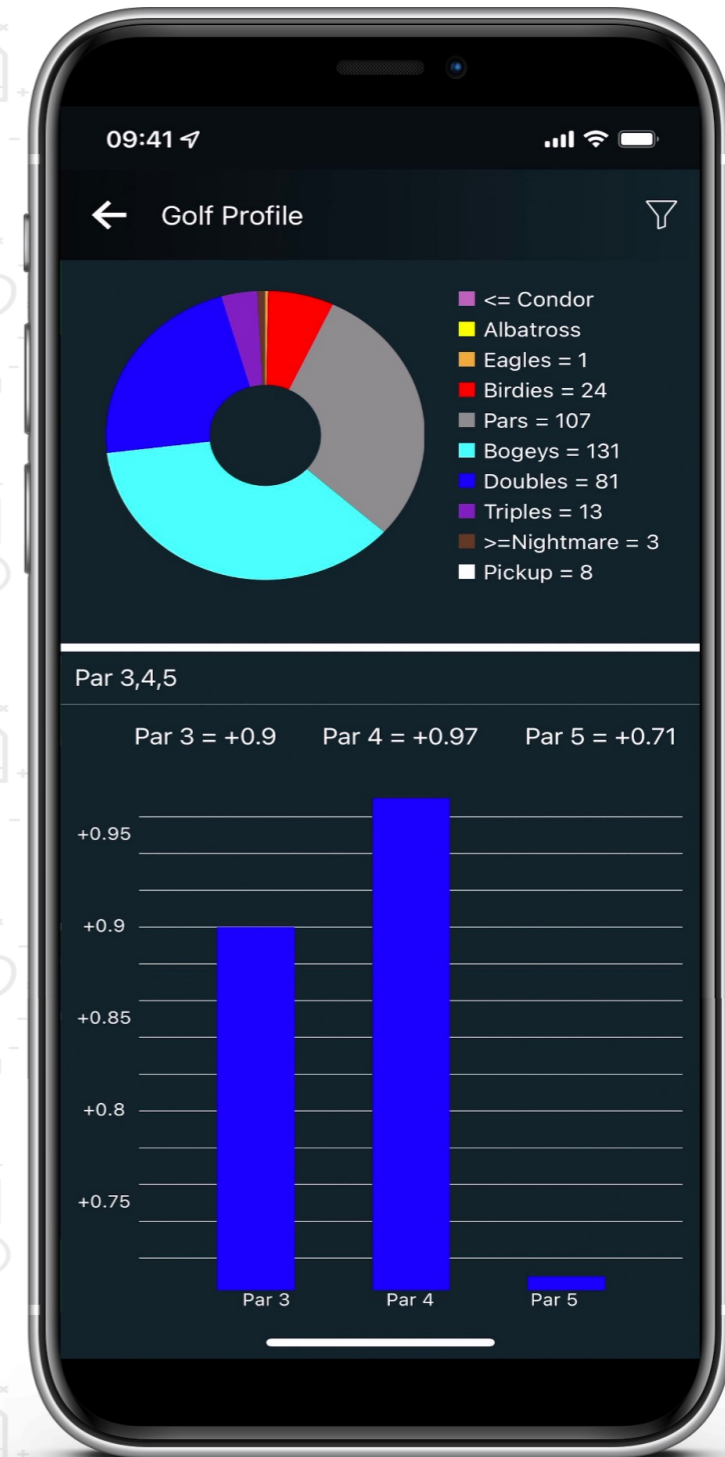 09:41
Golf Profile
<= Condor
Albatross
Eagles = 1
Birdies = 24
Pars = 107
Bogeys = 131
Doubles = 81
Triples = 13
>=Nightmare = 3
Pickup = 8
Par 3,4,5
Par 3 = +0.9 Par 4 = +0.97 Par 5 = +0.71
+0.95
+0.9
+0.85
+0.8
+0.75
Par 3 Par 4 Par 5